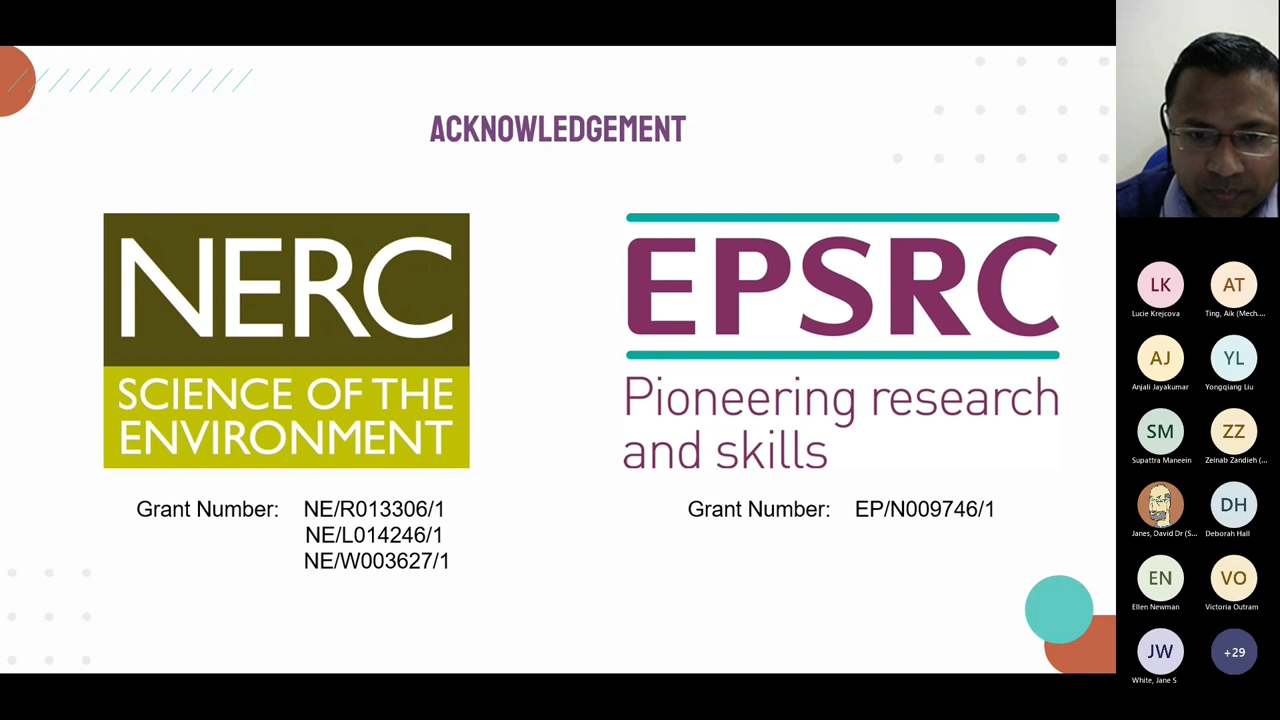 ACKNOWLEDGEMENT
NERC
SCIENCE OF THE
ENVIRONMENT
Grant Number: NE/R013306/1
NE/L014246/1
NE/W003627/1
EPSRC
Pioneering research
and skills
Grant Number: EP/N009746/1
LK
Lucie Krejcova
AT
Ting, Aik (Mech....
AJ
Anjali Jayakumar
YL
Yongqiang Liu
SM
Supattra Maneein
ZZ
Zeinab Zandieh (...
Janes, David Dr (S...
DH
Deborah Hall
EN
Ellen Newman
VO
Victoria Outram
JW
White, Jane S
+29